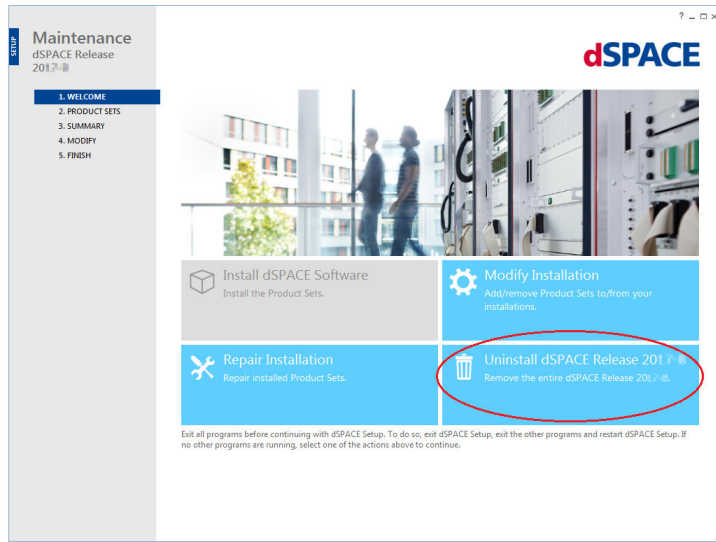 ? _ □ ×
SETUP
Maintenance
dSPACE Release
dSPACE
1. WELCOME
2. PRODUCT SETS
3. SUMMARY
4. MODIFY
5. FINISH
Install dSPACE Software
Install the Product Sets.
Modify Installation
Add/remove Product Sets to/from your
installations.
Repair Installation
Repair installed Product Sets.
Uninstall dSPACE Release
Remove the entire dSPACE Release
Exit all programs before continuing with dSPACE Setup. To do so, exit dSPACE Setup, exit the other programs and restart dSPACE Setup. If
no other programs are running, select one of the actions above to continue.